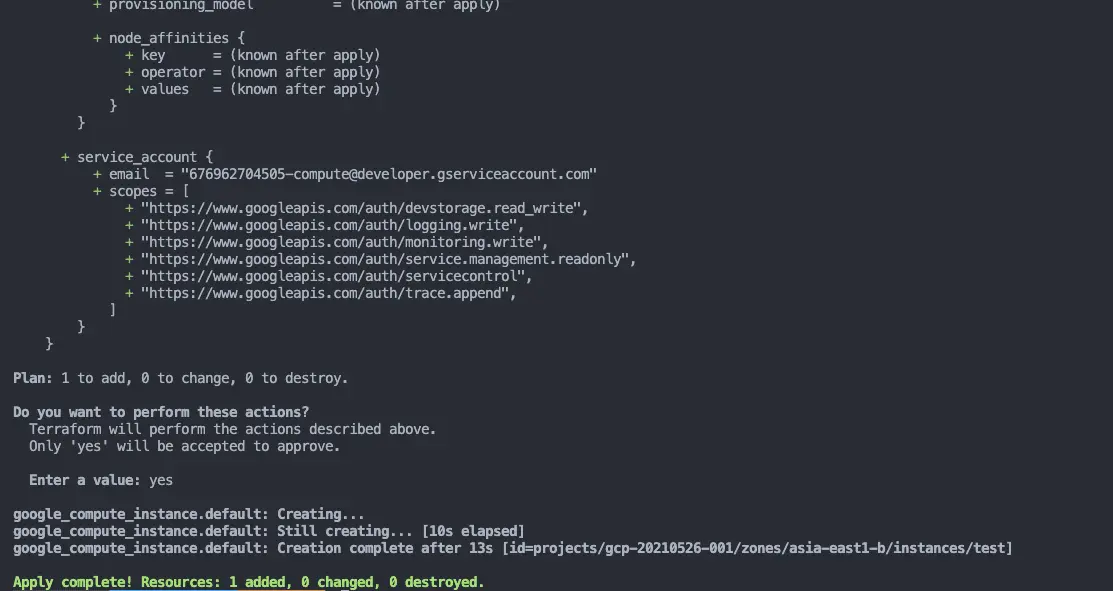 + provisioning_model          = (known after apply)
+ node_affinities {
+ key      = (known after apply)
+ operator = (known after apply)
+ values   = (known after apply)
}
}
+ service_account {
+ email  = "676962704505-compute@developer.gserviceaccount.com"
+ scopes = [
+ "https://www.googleapis.com/auth/devstorage.read_write",
+ "https://www.googleapis.com/auth/logging.write",
+ "https://www.googleapis.com/auth/monitoring.write",
+ "https://www.googleapis.com/auth/service.management.readonly",
+ "https://www.googleapis.com/auth/servicecontrol",
+ "https://www.googleapis.com/auth/trace.append",
]
}
}
Plan: 1 to add, 0 to change, 0 to destroy.
Do you want to perform these actions?
Terraform will perform the actions described above.
Only 'yes' will be accepted to approve.
Enter a value: yes
google_compute_instance.default: Creating...
google_compute_instance.default: Still creating... [10s elapsed]
google_compute_instance.default: Creation complete after 13s [id=projects/gcp-20210526-001/zones/asia-east1-b/instances/test]
Apply complete! Resources: 1 added, 0 changed, 0 destroyed.